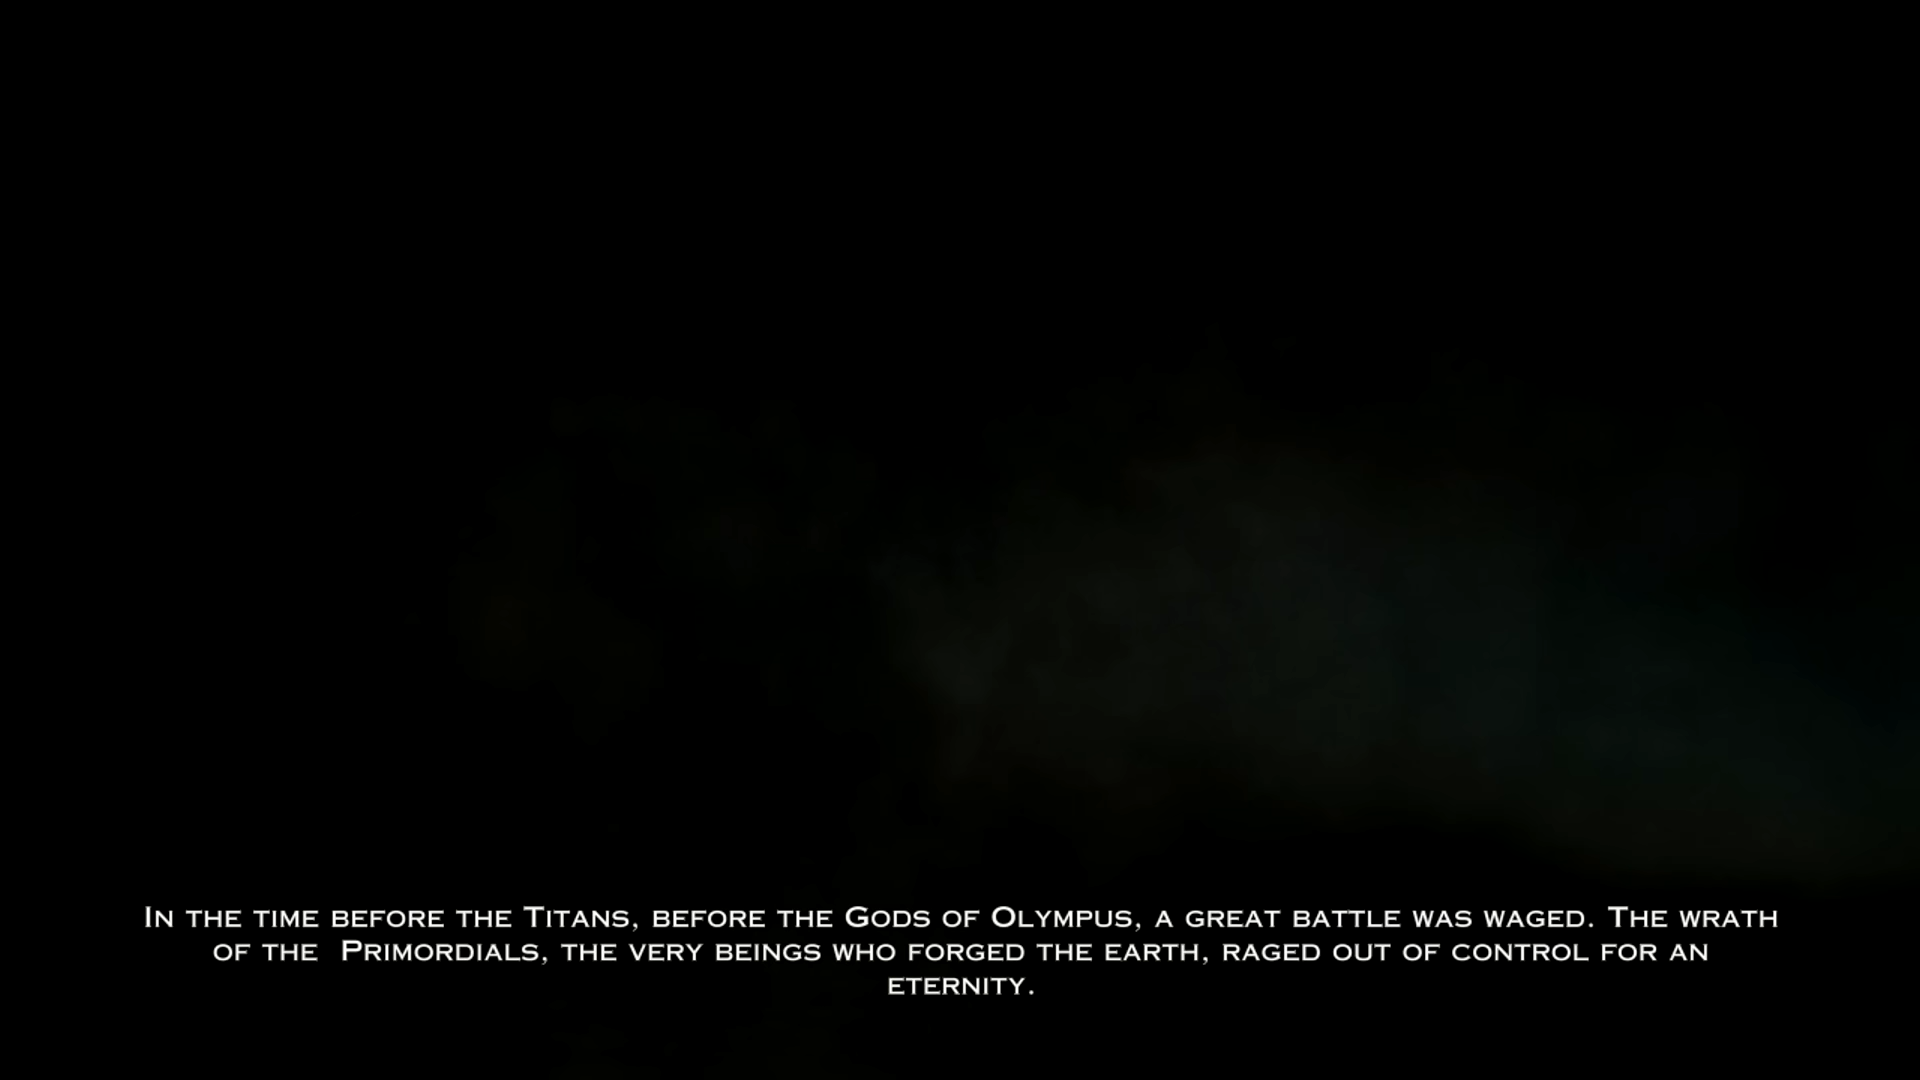 In the time before the Titans, before the Gods of Olympus, a great battle was waged. The wrath
of the  Primordials, the very beings who forged the earth, raged out of control for an
eternity.